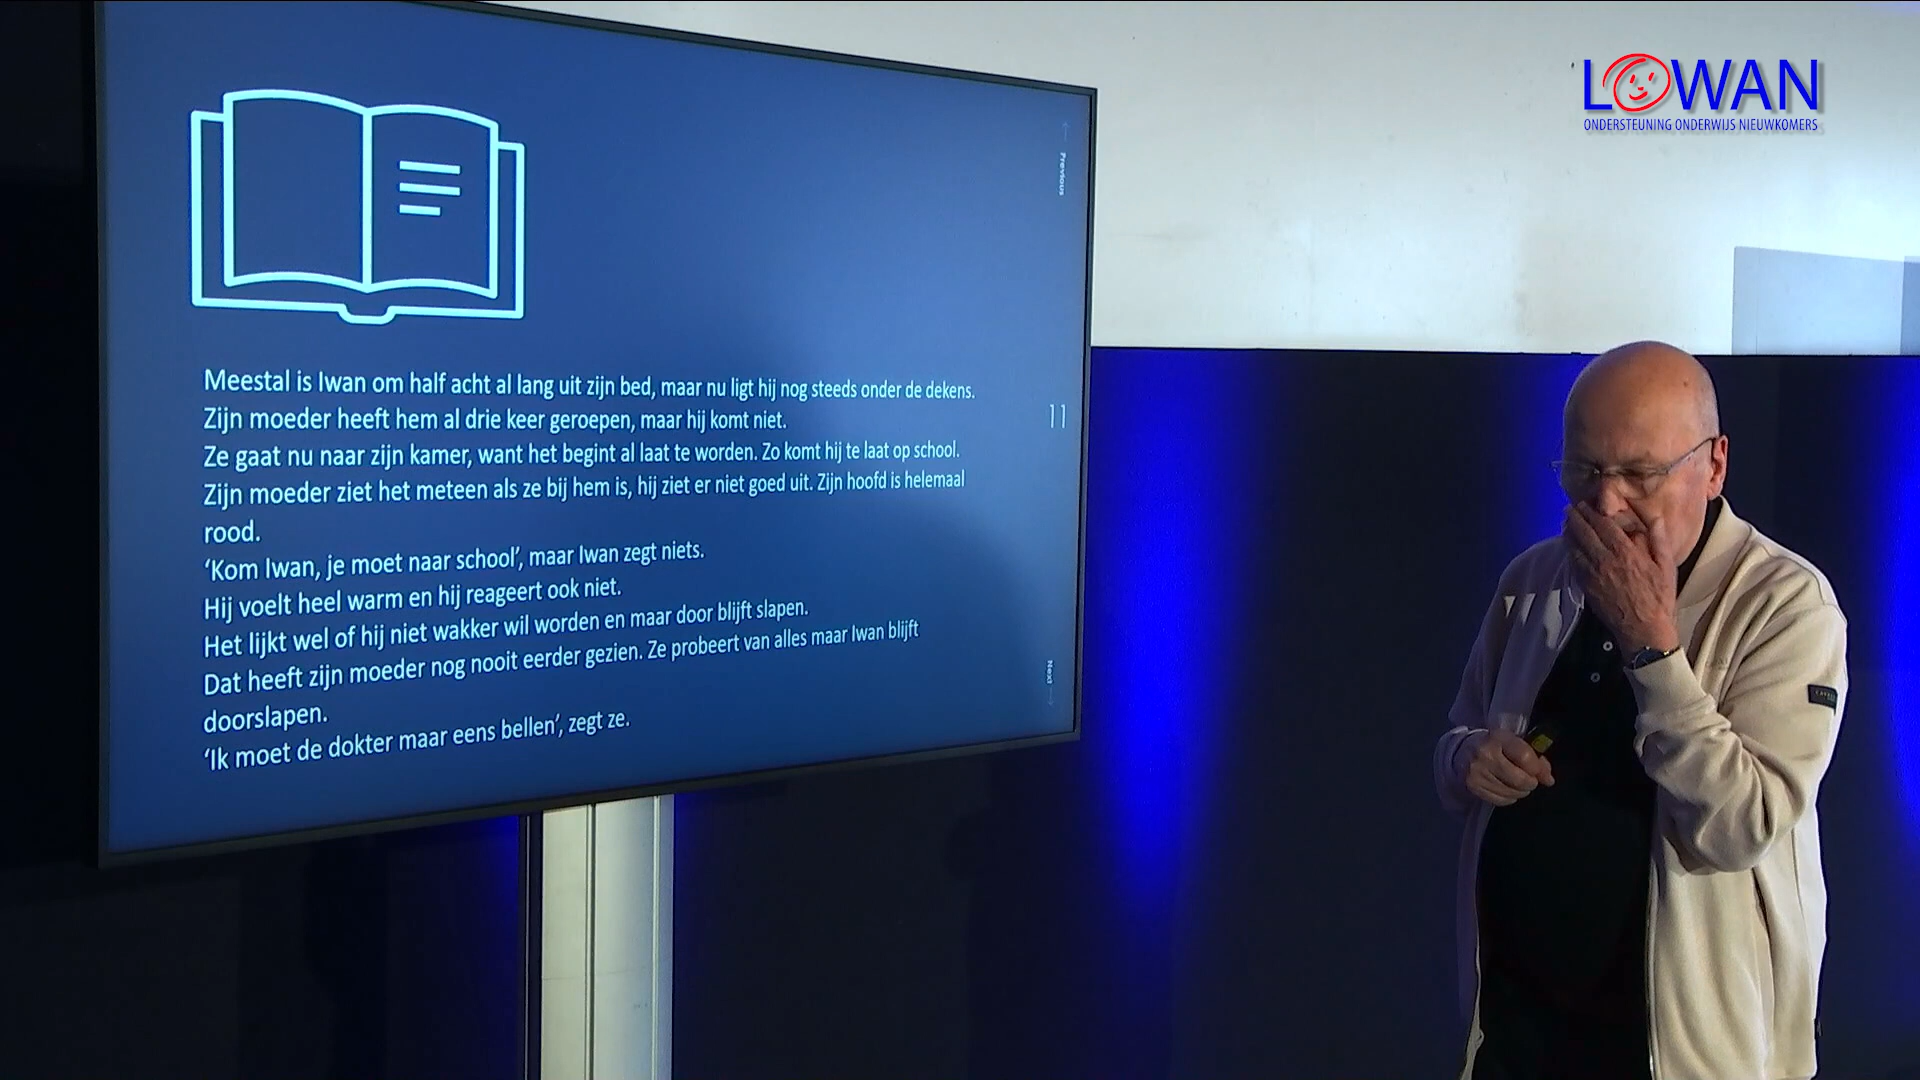 LOWAN
ONDERSTEUNING ONDERWIJS NIEUWKOMERS
Previous
Meestal is Iwan om half acht al lang uit zijn bed, maar nu ligt hij nog steeds onder de dekens.
Zijn moeder heeft hem al drie keer geroepen, maar hij komt niet.
11
Ze gaat nu naar zijn kamer, want het begint al laat te worden. Zo komt hij te laat op school.
Zijn moeder ziet het meteen als ze bij hem is, hij ziet er niet goed uit. Zijn hoofd is helemaal
rood.
‘Kom Iwan, je moet naar school’, maar Iwan zegt niets.
Hij voelt heel warm en hij reageert ook niet.
Het lijkt wel of hij niet wakker wil worden en maar door blijft slapen.
Dat heeft zijn moeder nog nooit eerder gezien. Ze probeert van alles maar Iwan blijft
doorslapen.
‘Ik moet de dokter maar eens bellen’, zegt ze.
Next